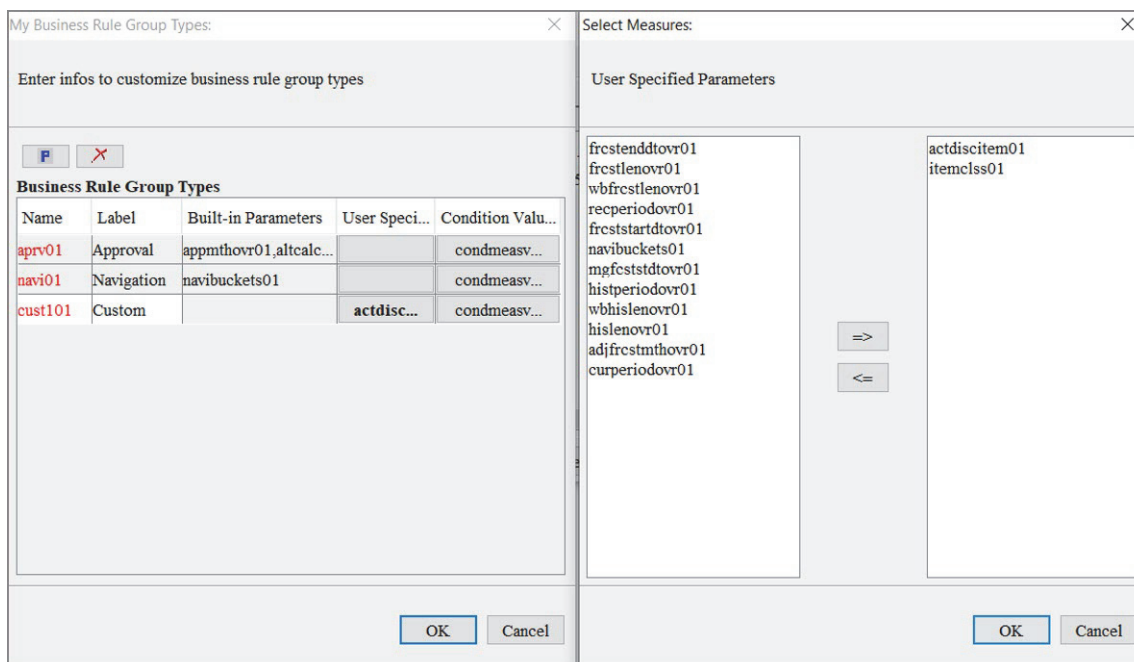 My Business Rule Group Types:
Enter infos to customize business rule group types
P
Business Rule Group Types
Name Label Built-in Parameters User Speci... Condition Valu...
aprv01 Approval appmthovr01,altcalc... condmeasv...
navi01 Navigation navibuckets01 condmeasv...
cust101 Custom actdisc... condmeasv...
OK Cancel
Select Measures:
User Specified Parameters
frcstenddtovr01
frcstlenovr01
wbfrcstlenovr01
recperiodovr01
frcststartdtovr01
navibuckets01
mgfcststdtovr01
histperiodovr01
wbhislenovr01
hislenovr01
adjfrcstmthovr01
curperiodovr01
=>
<=
actdiscitem01
itemclss01
OK Cancel